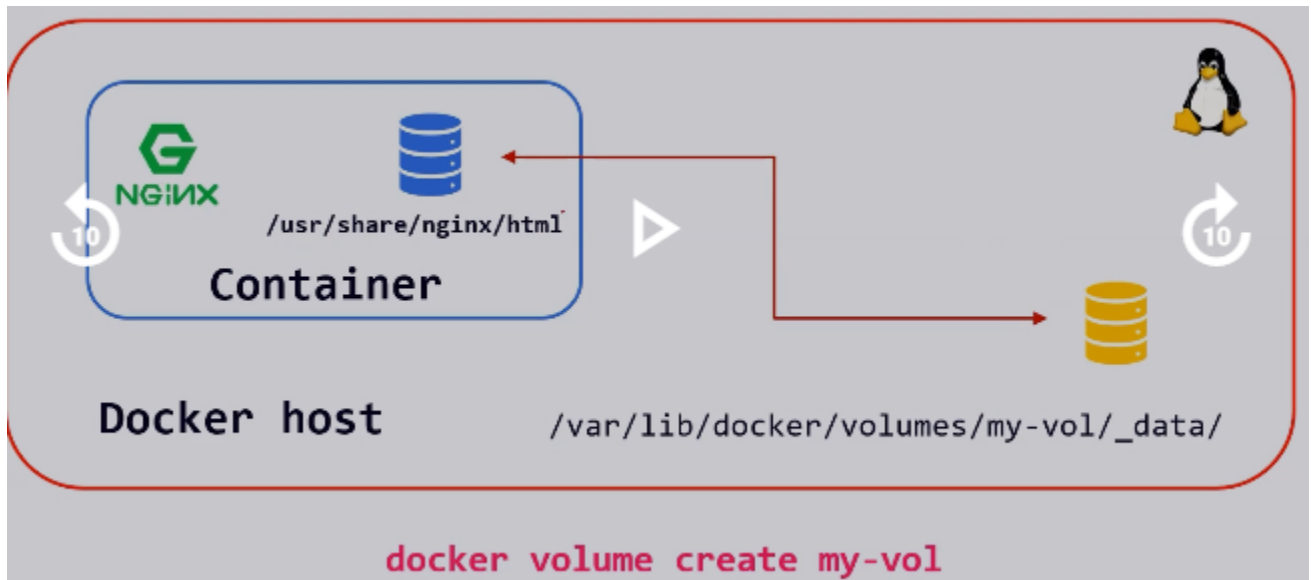 NGiNX
/usr/share/nginx/html
10
10
Container
Docker host
/var/lib/docker/volumes/my-vol/_data/
docker volume create my-vol